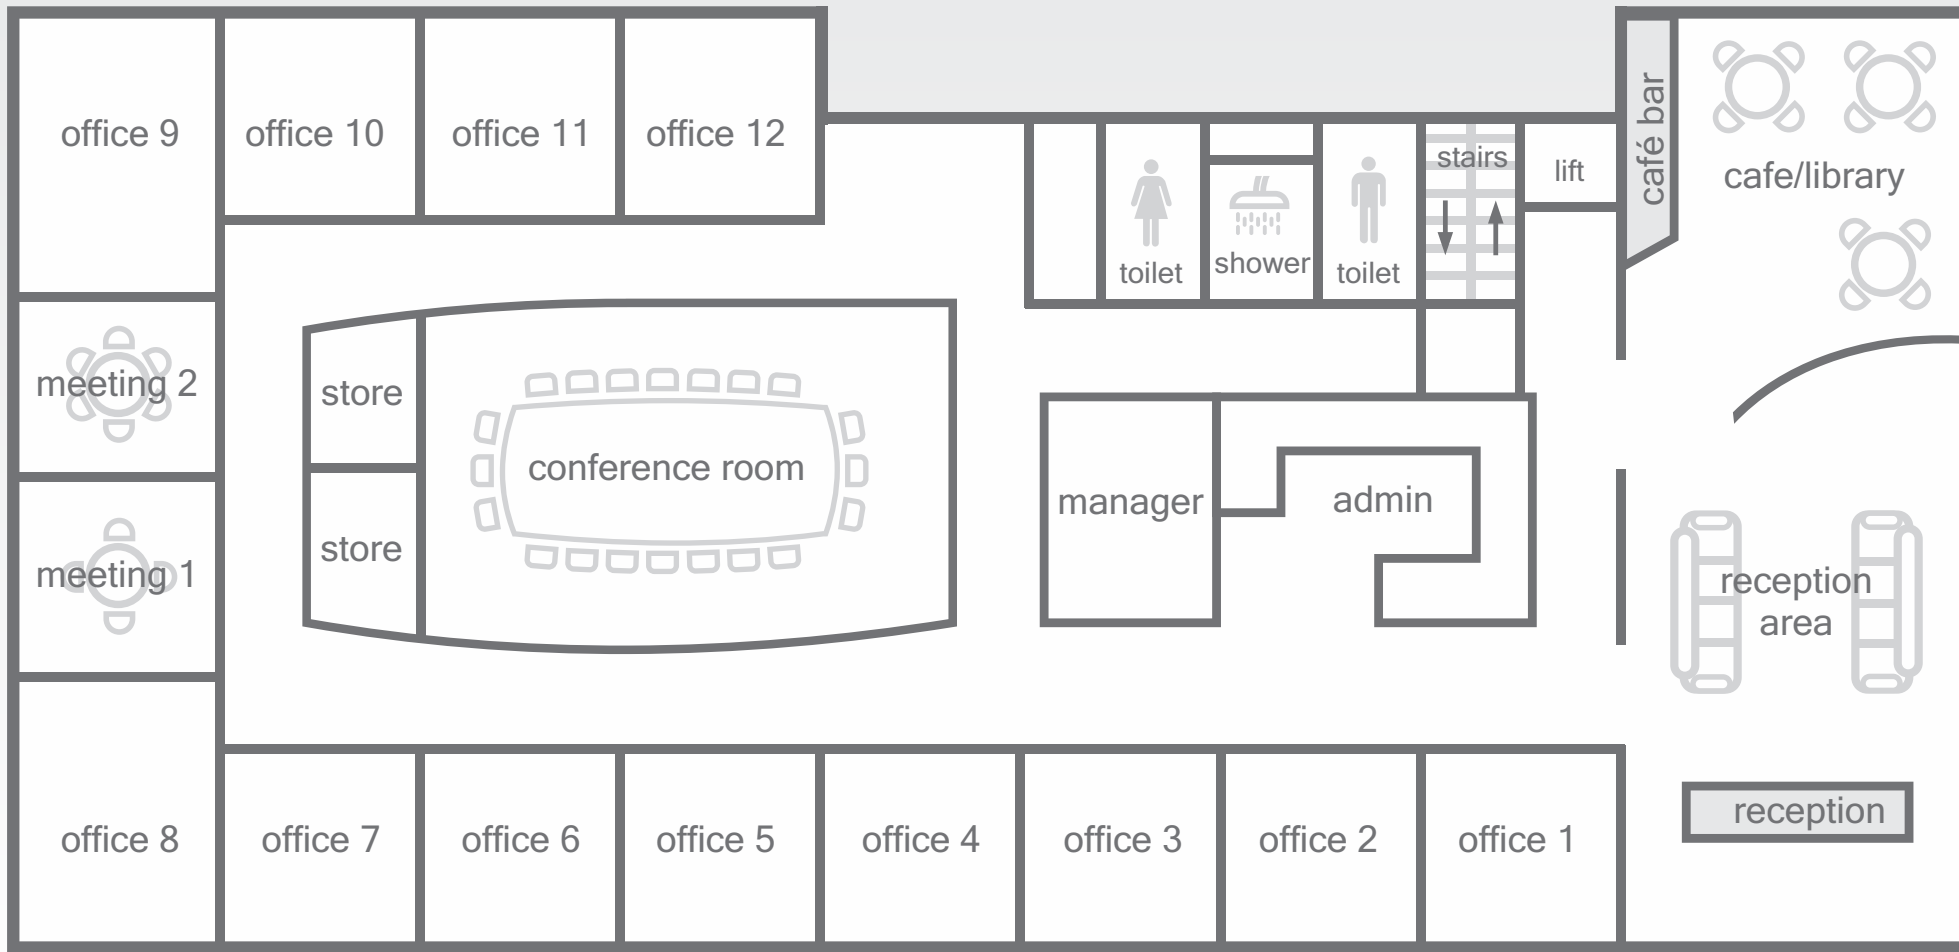 office 9
office 10
office 11
office 12
stairs
lift
café bar
cafe/library
toilet
shower
toilet
meeting 2
store
conference room
manager
admin
meeting 1
store
reception
area
office 8
office 7
office 6
office 5
office 4
office 3
office 2
office 1
reception